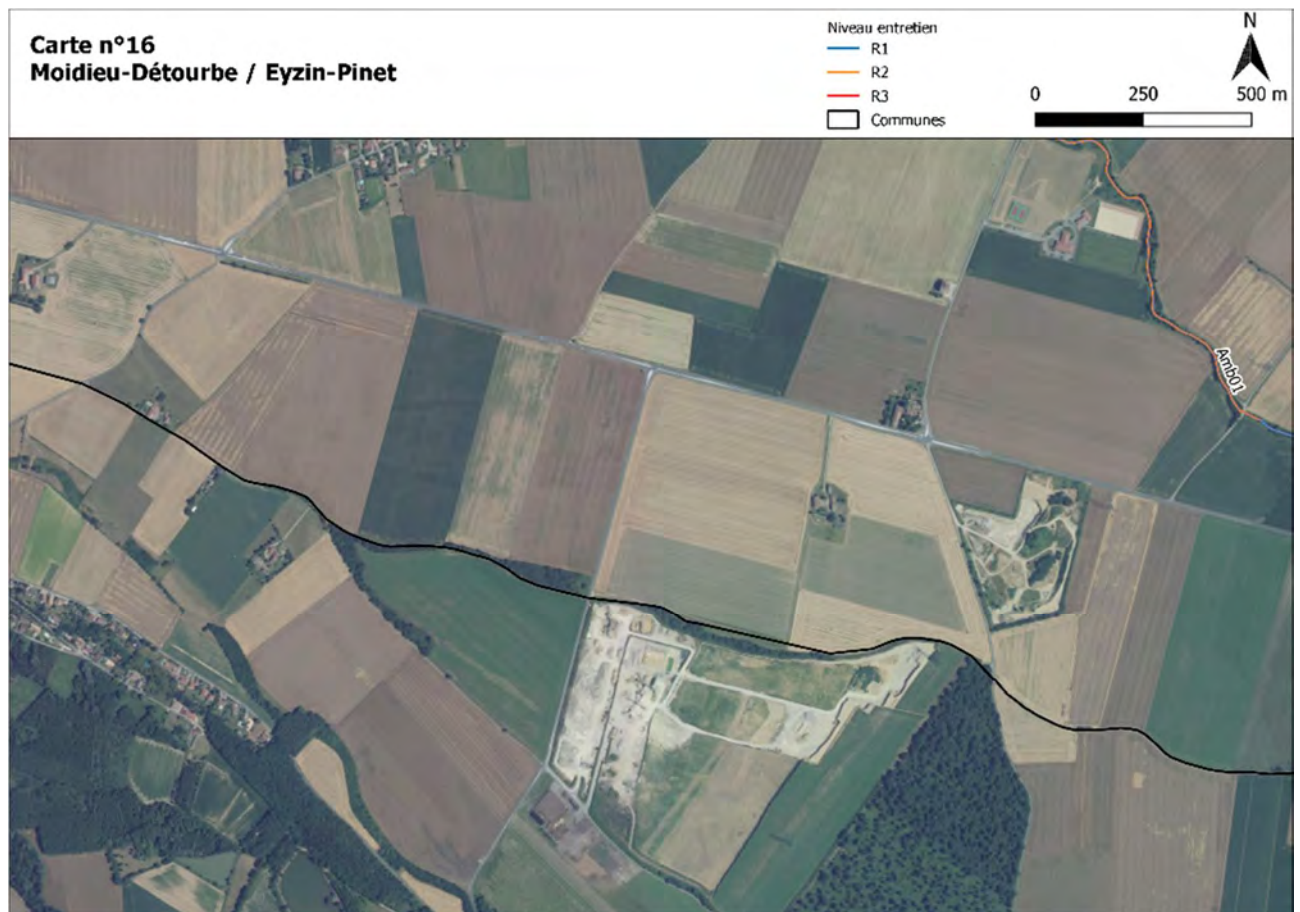 Carte n°16
Moidieu-Détourbe / Eyzin-Pinet
Niveau entretien
R1
R2
R3
Communes
N
0 250 500 m
Amb01